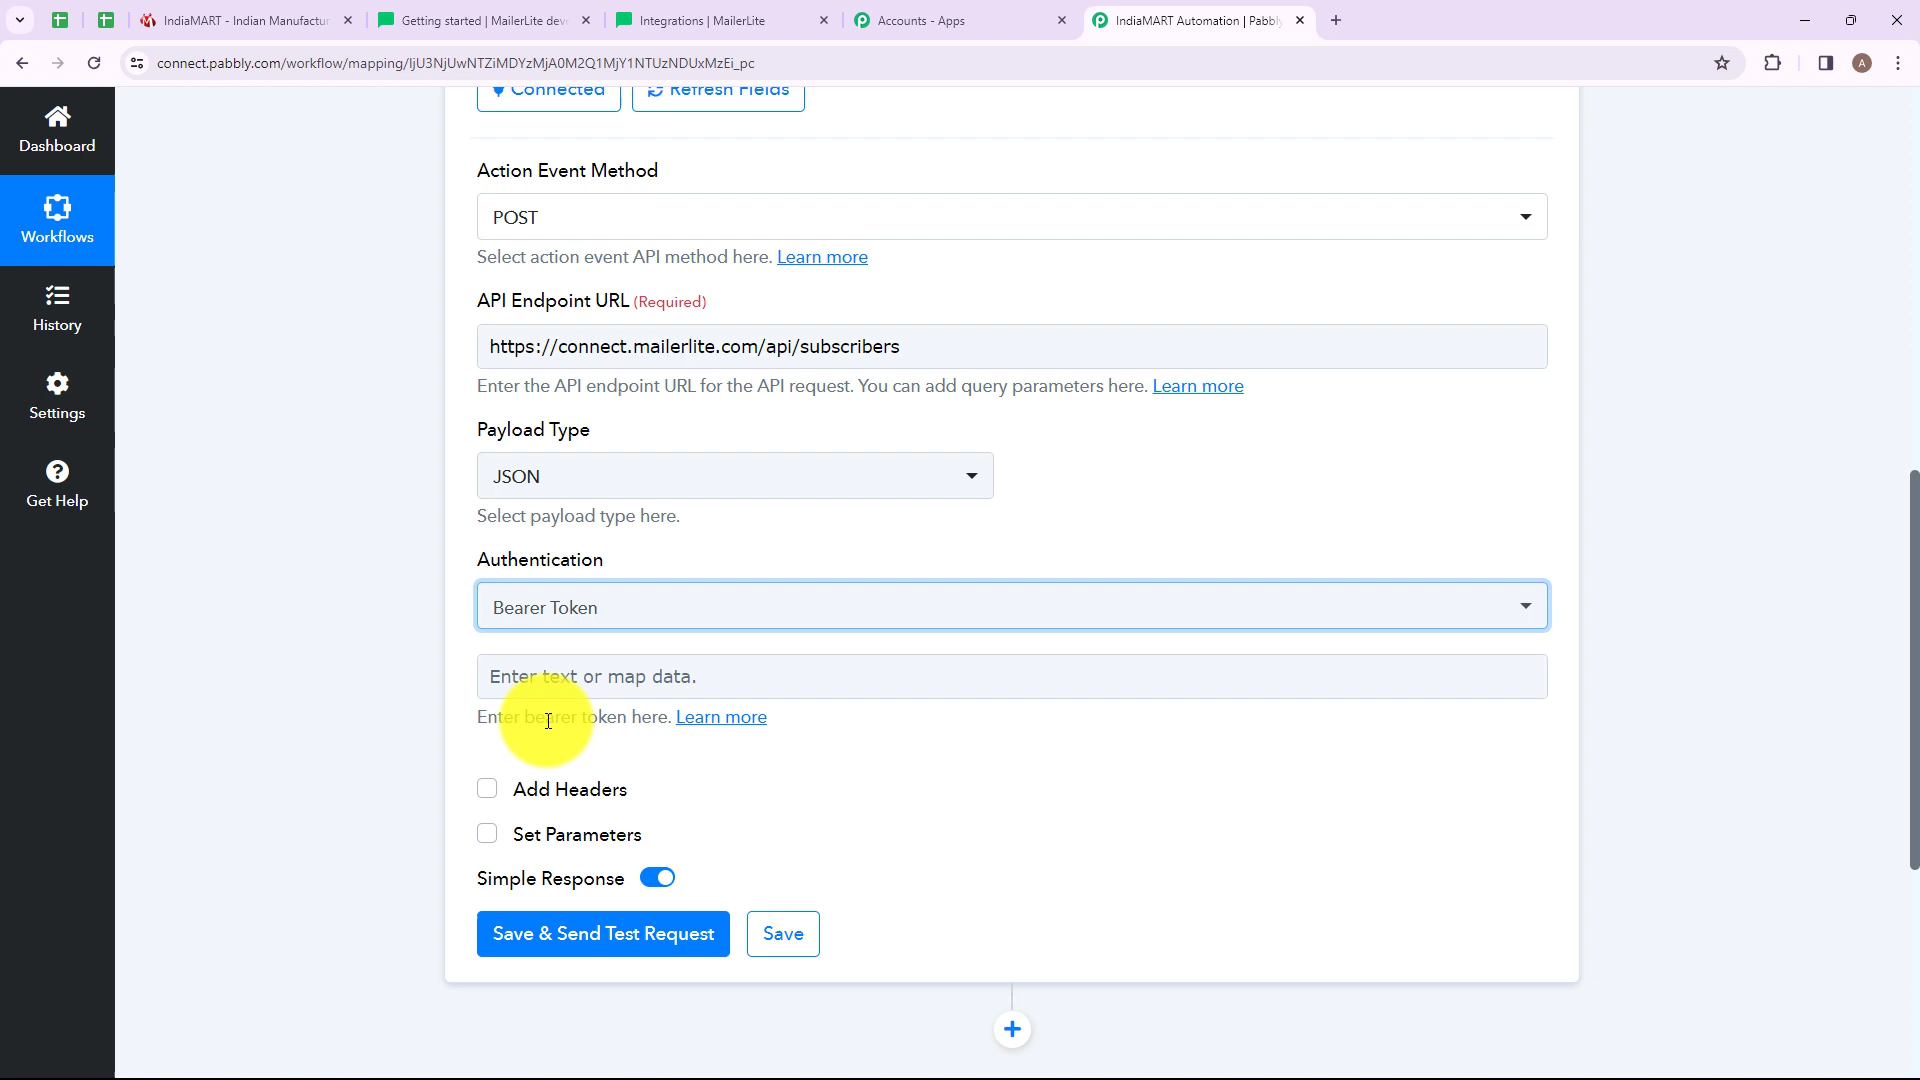 IndiaMART - Indian Manufactur
Getting started | MailerLite dev
Integrations | MailerLite
Accounts - Apps
IndiaMART Automation | Pabbly
connect.pabbly.com/workflow/mapping/IjU3NjUwNTZiMDYzMjA0M2Q1MjY1NTUzNDUxMzEi_pc
A
Dashboard
Workflows
History
Settings
Get Help
Connected
Refresh Fields
Action Event Method
POST
Select action event API method here. Learn more
API Endpoint URL (Required)
https://connect.mailerlite.com/api/subscribers
Enter the API endpoint URL for the API request. You can add query parameters here. Learn more
Payload Type
JSON
Select payload type here.
Authentication
Bearer Token
Enter text or map data.
Enter bearer token here. Learn more
Add Headers
Set Parameters
Simple Response
Save & Send Test Request
Save